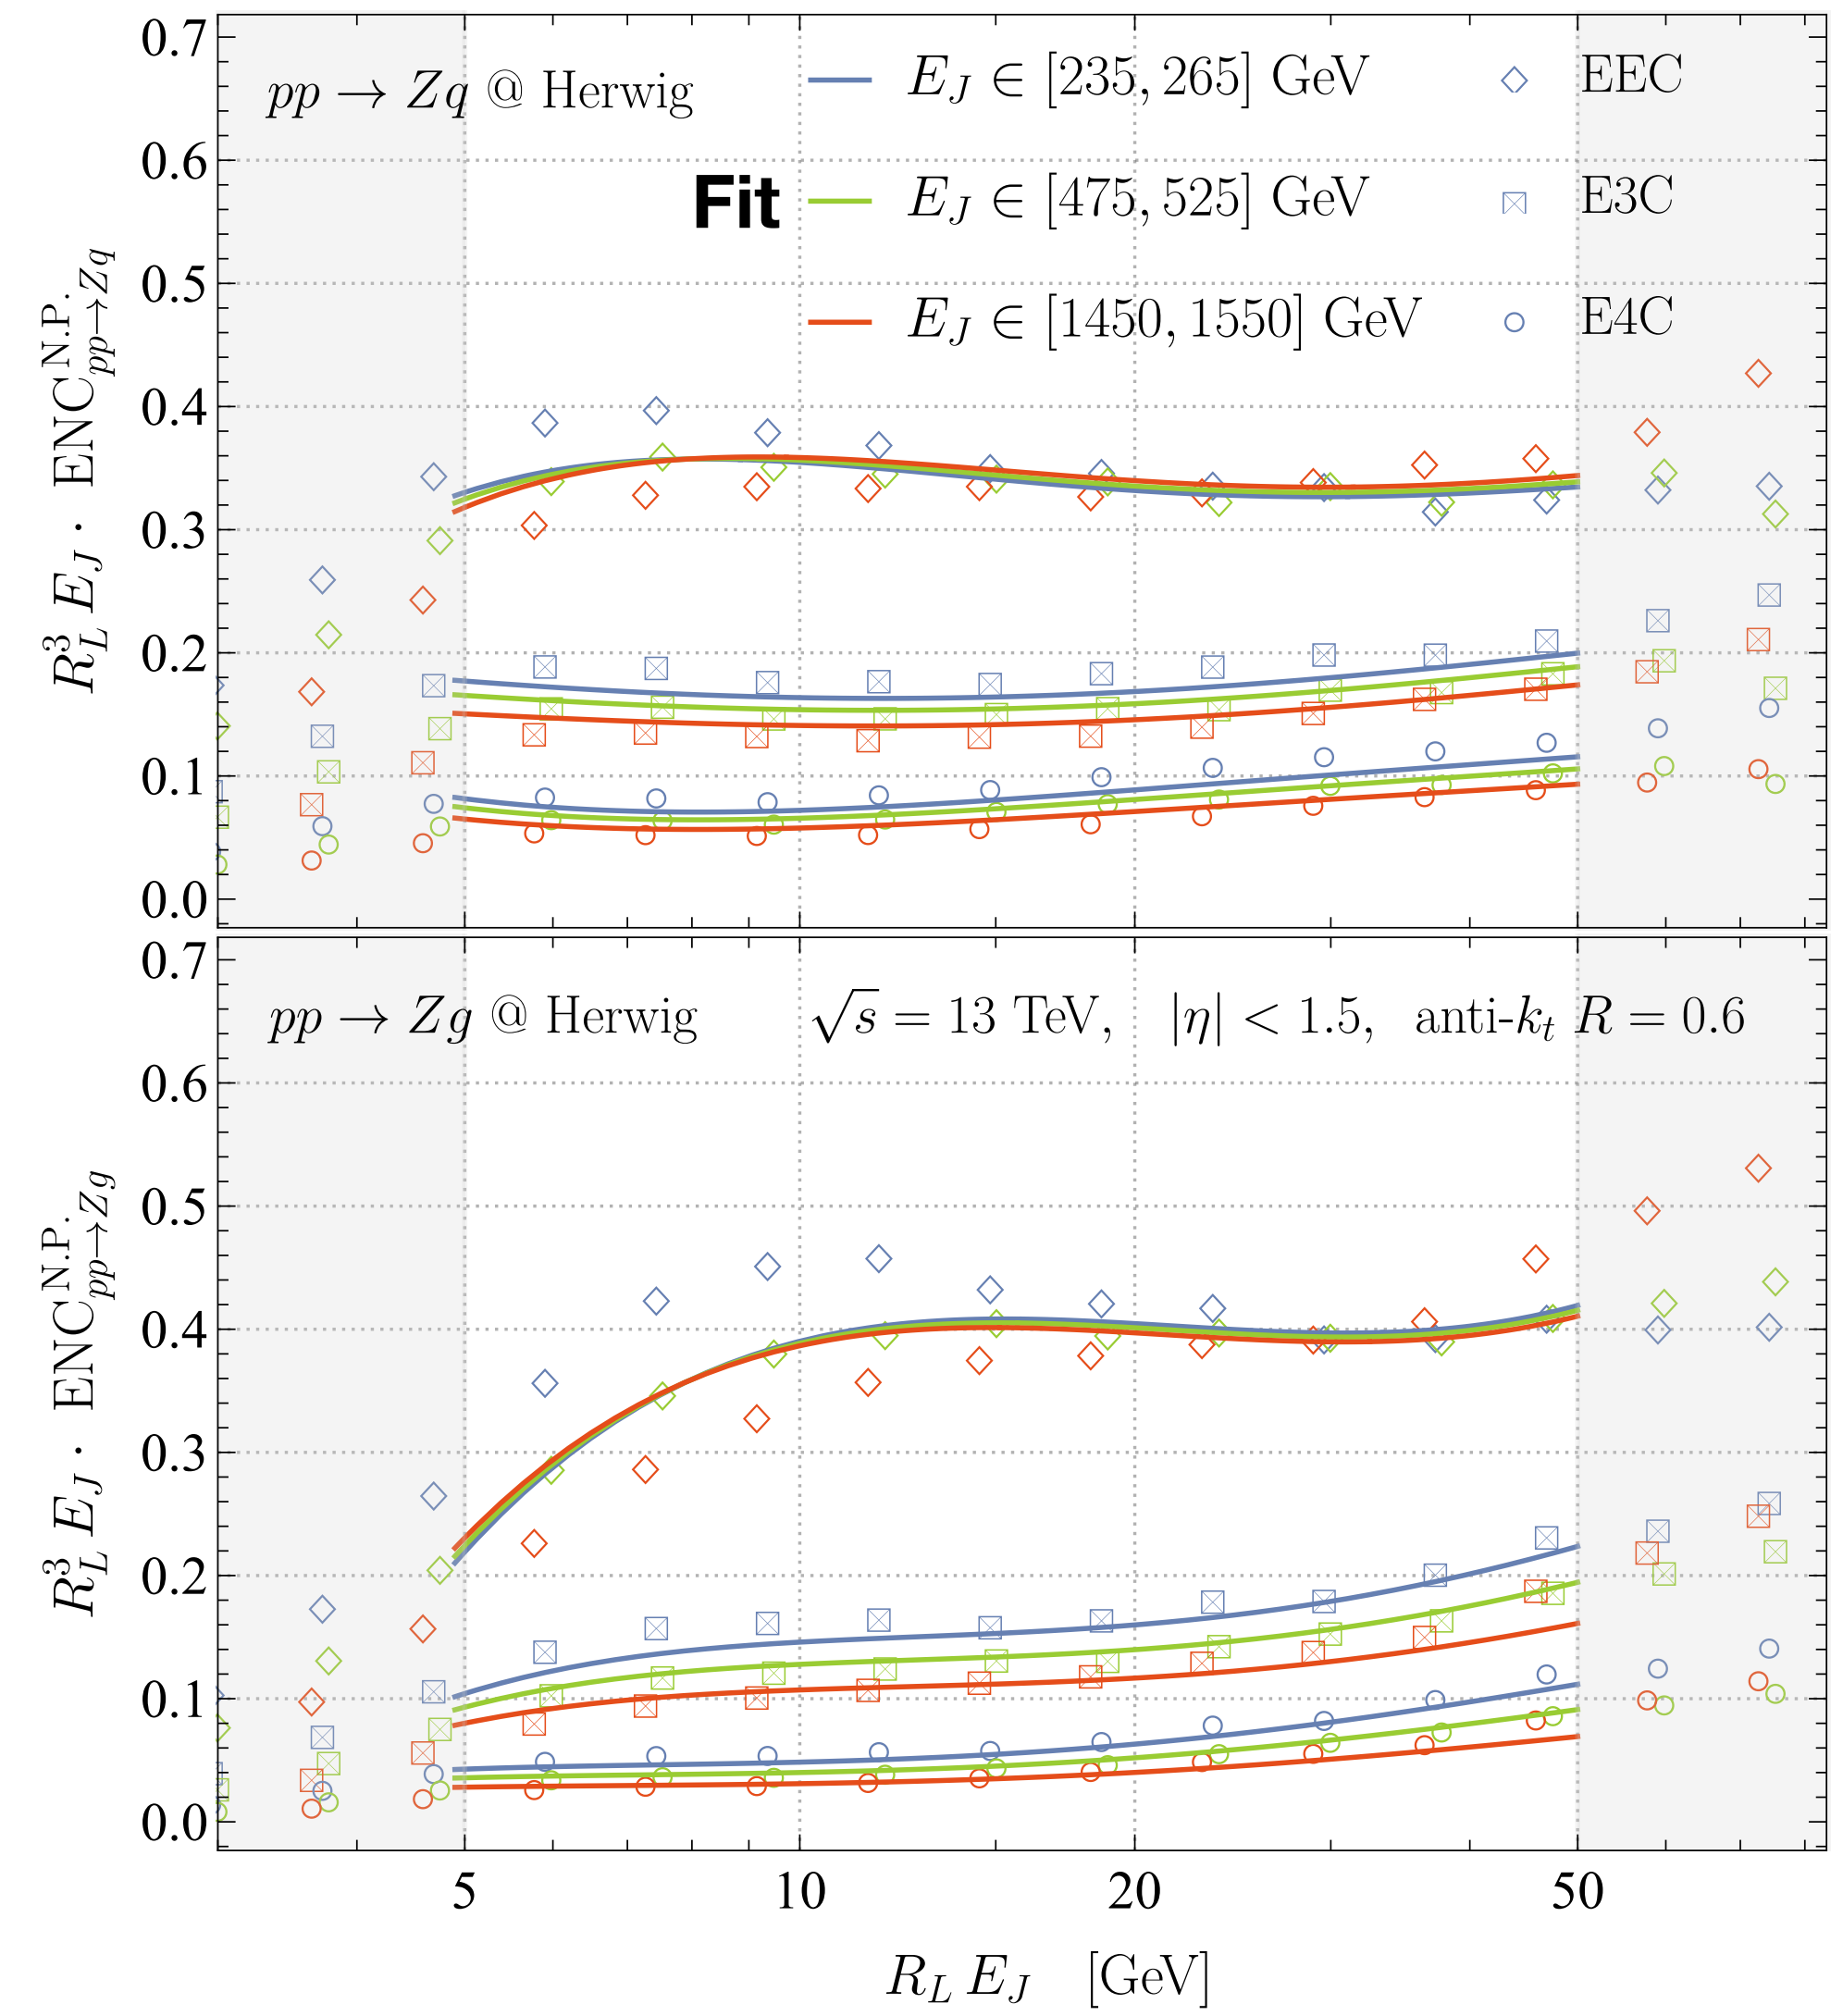 0.7
pp → Zq @ Herwig
E_J ∈ [235, 265] GeV
EEC
0.6
Fit
E_J ∈ [475, 525] GeV
E3C
0.5
E_J ∈ [1450, 1550] GeV
E4C
0.4
0.3
0.2
0.1
0.0
R_L^3 E_J · ENC^{N.P.}_{pp→Zq}
0.7
pp → Zg @ Herwig
√s = 13 TeV, |η| < 1.5, anti-k_t R = 0.6
0.6
0.5
0.4
0.3
0.2
0.1
0.0
R_L^3 E_J · ENC^{N.P.}_{pp→Zg}
5 10 20 50
R_L E_J [GeV]